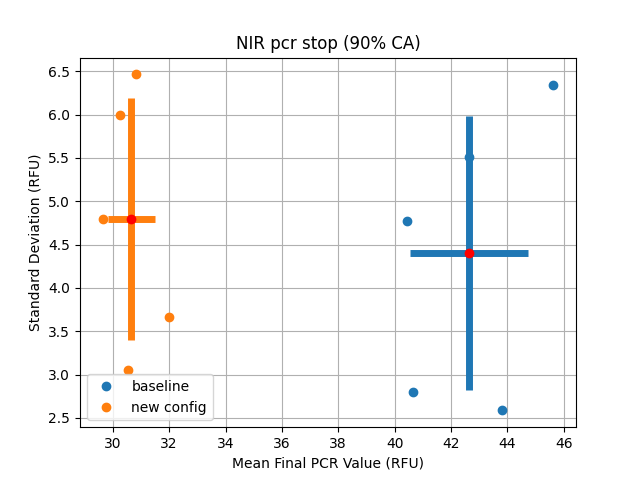 NIR pcr stop (90% CA)
6.5
6.0
5.5
5.0
4.5
4.0
3.5
3.0
2.5
Standard Deviation (RFU)
baseline
new config
30 32 34 36 38 40 42 44 46
Mean Final PCR Value (RFU)